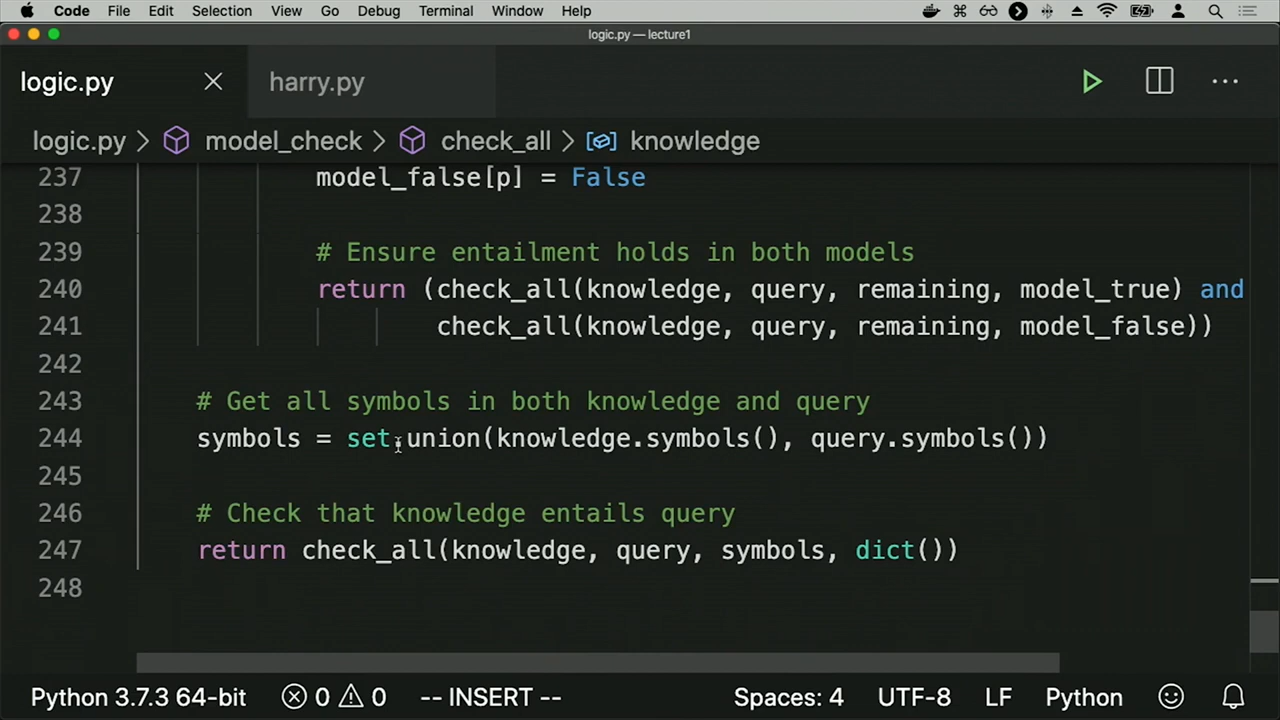 Code File Edit Selection View Go Debug Terminal Window Help
logic.py — lecture1
logic.py harry.py
logic.py model_check check_all knowledge
237 model_false[p] = False
238
239 # Ensure entailment holds in both models
240 return (check_all(knowledge, query, remaining, model_true) and
241 check_all(knowledge, query, remaining, model_false))
242
243 # Get all symbols in both knowledge and query
244 symbols = set.union(knowledge.symbols(), query.symbols())
245
246 # Check that knowledge entails query
247 return check_all(knowledge, query, symbols, dict())
248
Python 3.7.3 64-bit 0 0 -- INSERT -- Spaces: 4 UTF-8 LF Python